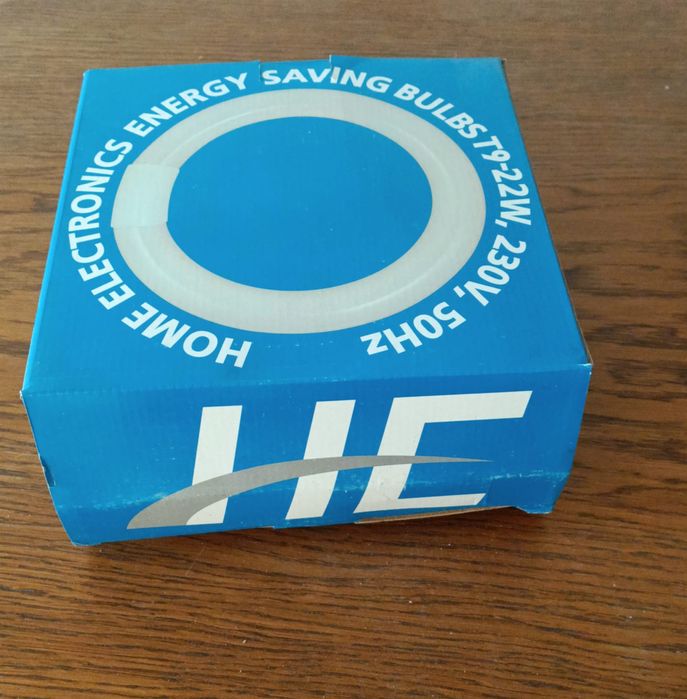 HOME ELECTRONICS ENERGY SAVING BULBS T9-22W, 230V, 50Hz
HE